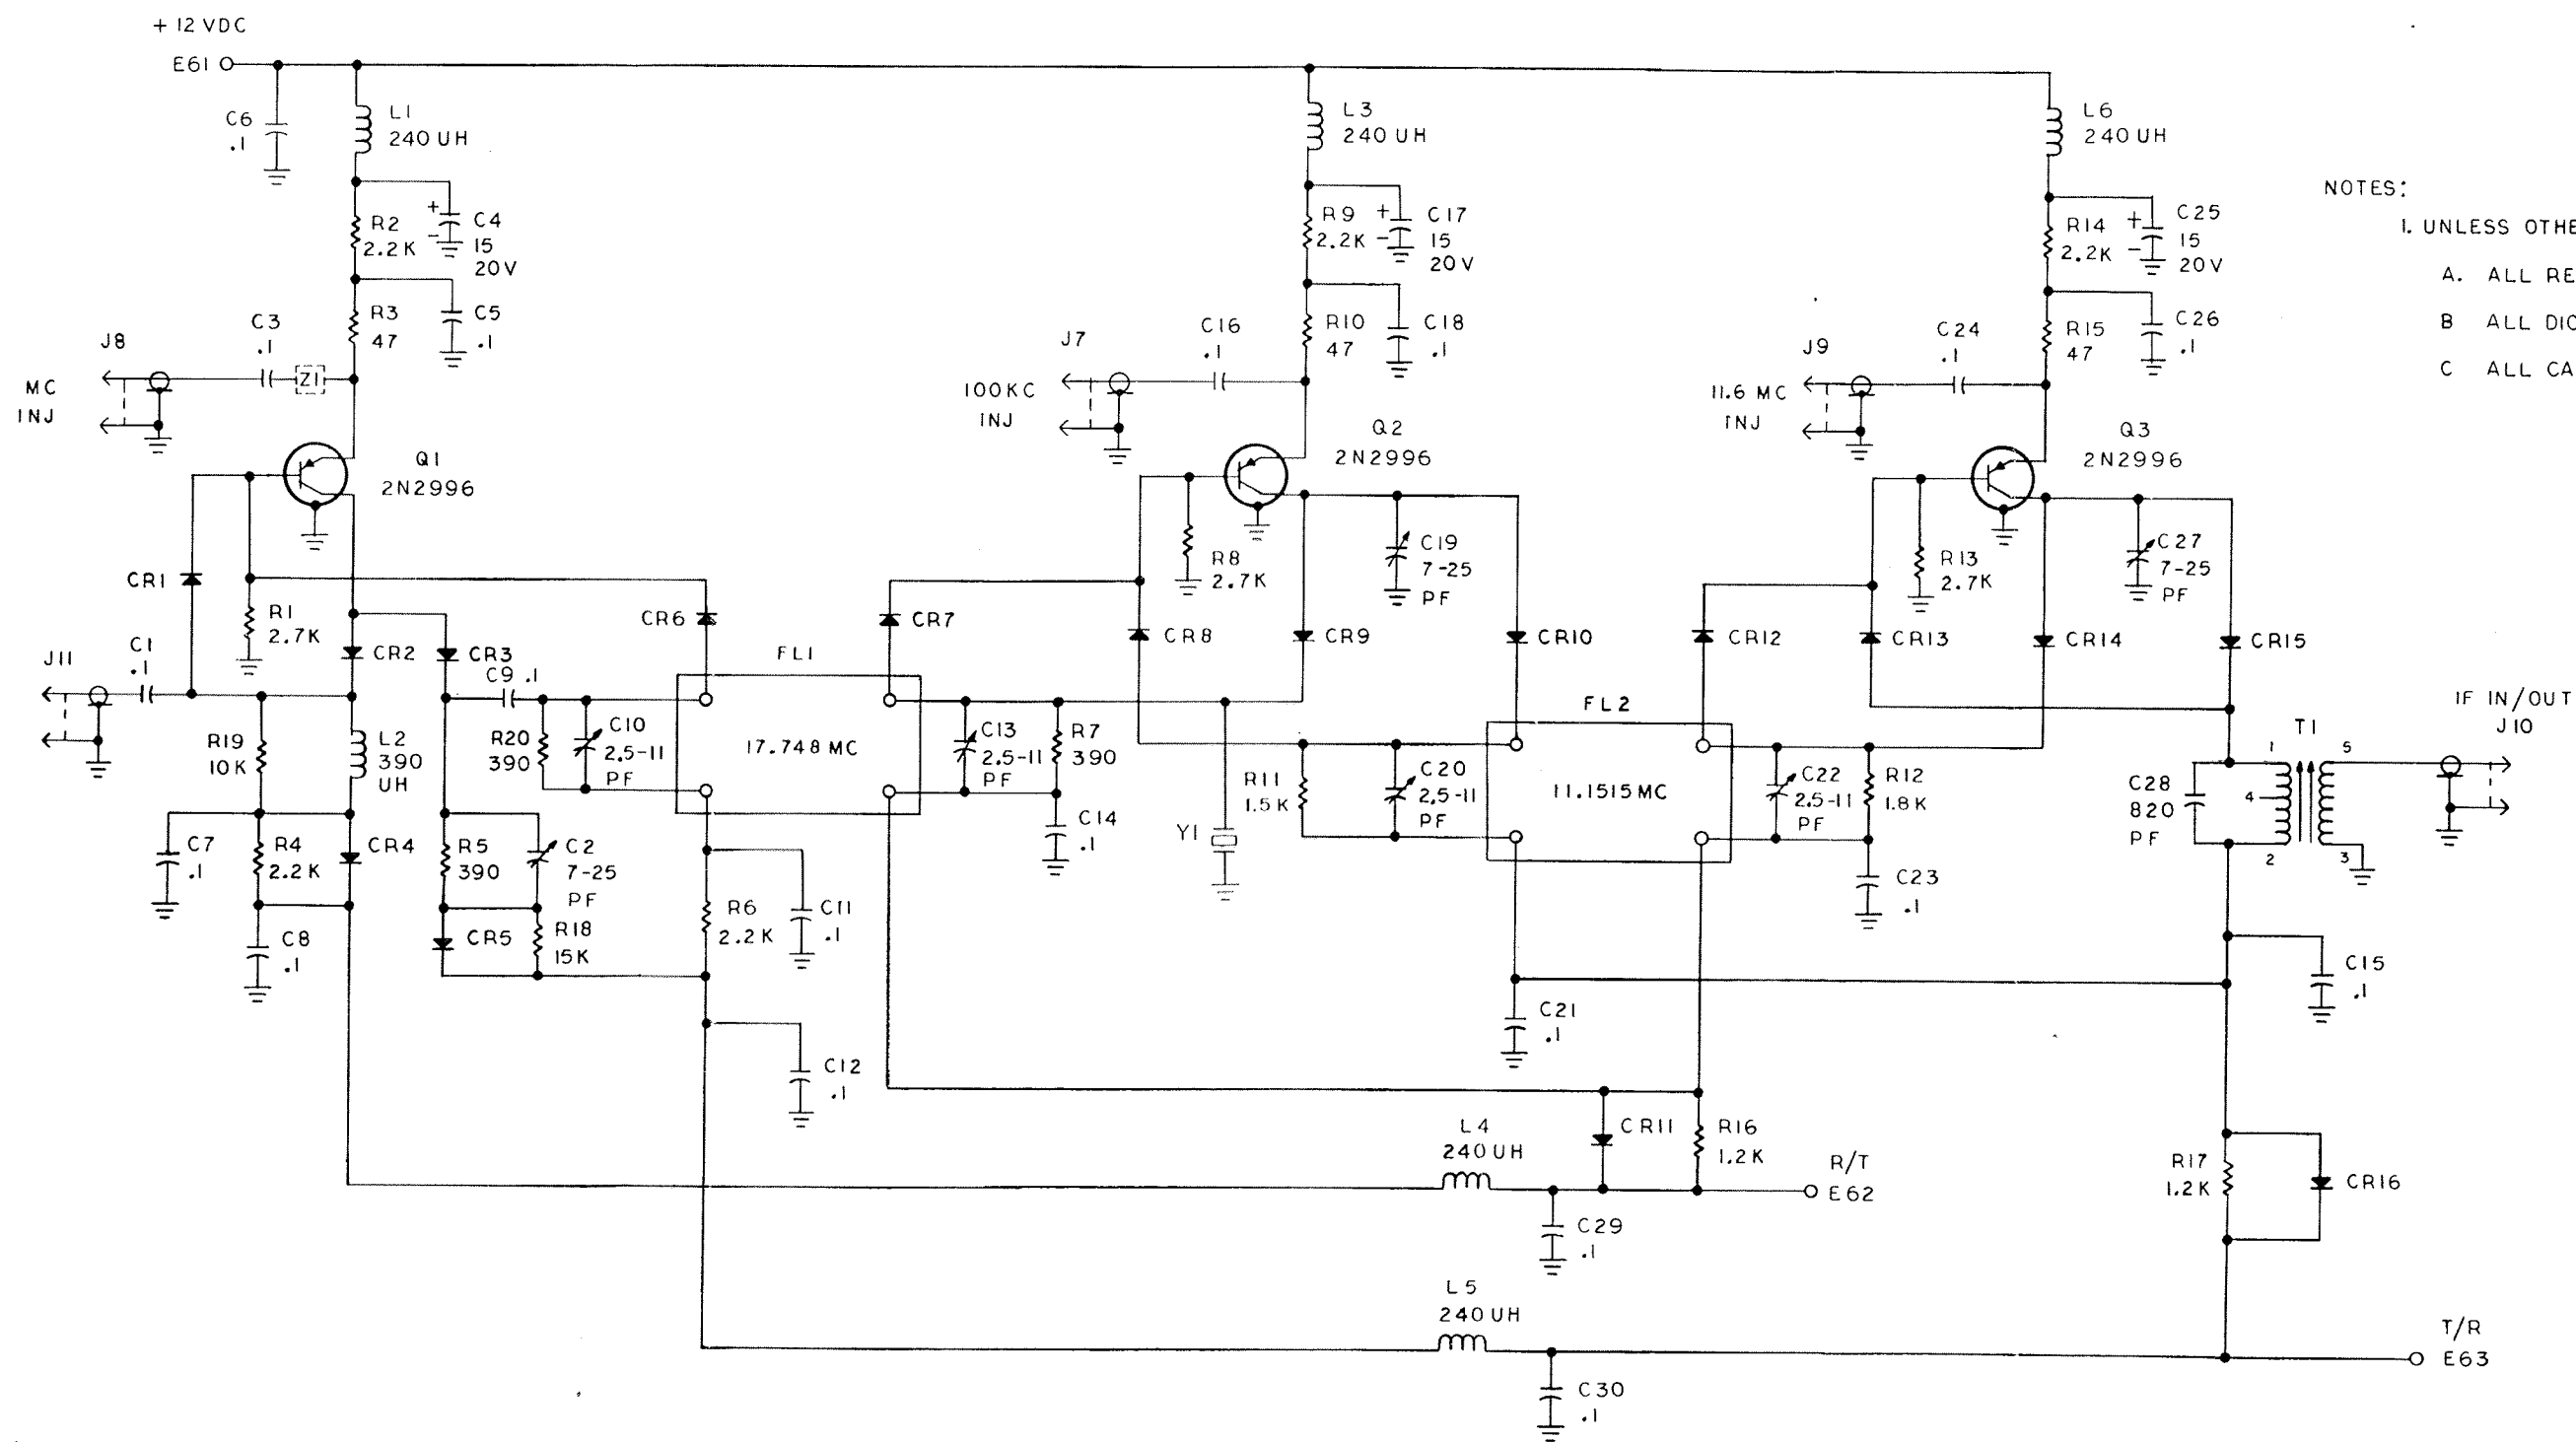 + 12 VDC
E61
C6
.1
L1
240 UH
R2
2.2K
+
-
C4
15
20V
R3
47
C5
.1
J8
C3
.1
Z1
MC
INJ
Q1
2N2996
CR1
R1
2.7K
J11
C1
.1
CR2
CR3
C9 .1
R19
10K
L2
390
UH
R20
390
C10
2.5-11
PF
CR6
FL1
17.748 MC
CR7
C7
.1
R4
2.2K
CR4
R5
390
C2
7-25
PF
C8
.1
CR5
R18
15K
R6
2.2K
C11
.1
C12
.1
C13
2.5-11
PF
R7
390
C14
.1
Y1
L3
240 UH
R9
2.2K
+
-
C17
15
20V
R10
47
C18
.1
J7
C16
.1
100KC
INJ
Q2
2N2996
R8
2.7K
C19
7-25
PF
CR8
CR9
CR10
R11
1.5K
C20
2.5-11
PF
FL2
11.1515 MC
C21
.1
CR12
CR13
CR14
CR15
C22
2.5-11
PF
R12
1.8K
C23
.1
L6
240 UH
R14
2.2K
+
-
C25
15
20V
R15
47
C26
.1
J9
C24
.1
11.6 MC
INJ
Q3
2N2996
R13
2.7K
C27
7-25
PF
NOTES:
1. UNLESS OTHE
A. ALL RE
B ALL DIO
C ALL CA
IF IN/OUT
J10
T1
1
5
4
2
3
C28
820
PF
C15
.1
CR11
R16
1.2K
L4
240 UH
R/T
E62
C29
.1
R17
1.2K
CR16
L5
240 UH
C30
.1
T/R
E63